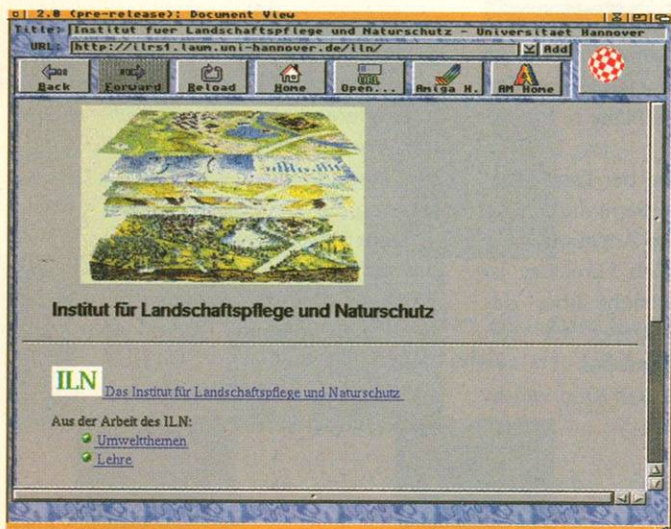 2.0 (pre-release): Document View
Title: Institut fuer Landschaftspflege und Naturschutz - Universitaet Hannover
URL: http://ilrs1.laum.uni-hannover.de/iln/ Add
Back Forward Reload Home Open... Amiga H. AM Home
Institut für Landschaftspflege und Naturschutz
ILN Das Institut für Landschaftspflege und Naturschutz
Aus der Arbeit des ILN:
Umweltthemen
Lehre